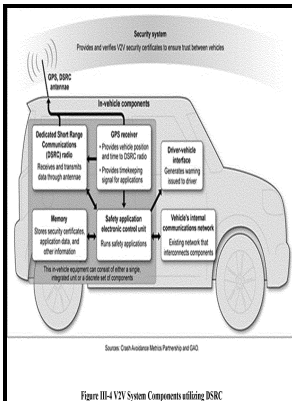 Security system
Provides and verifies V2V security certificates to ensure trust between vehicles
GPS, DSRC
antennae
In-vehicle components
Dedicated Short Range
Communications
(DSRC) radio
Receives and transmits
data through antennae
GPS receiver
• Provides vehicle position
and time to DSRC radio
• Provides timekeeping
signal for applications
Driver-vehicle
interface
Generates warning
issued to driver
Memory
Stores security certificates,
application data, and
other information
Safety application
electronic control unit
Runs safety applications
Vehicle's internal
communications network
Existing network that
interconnects components
This in-vehicle equipment can consist of either a single,
integrated unit or a discrete set of components
Sources: Crash Avoidance Metrics Partnership and GAO.
Figure III-4 V2V System Components utilizing DSRC